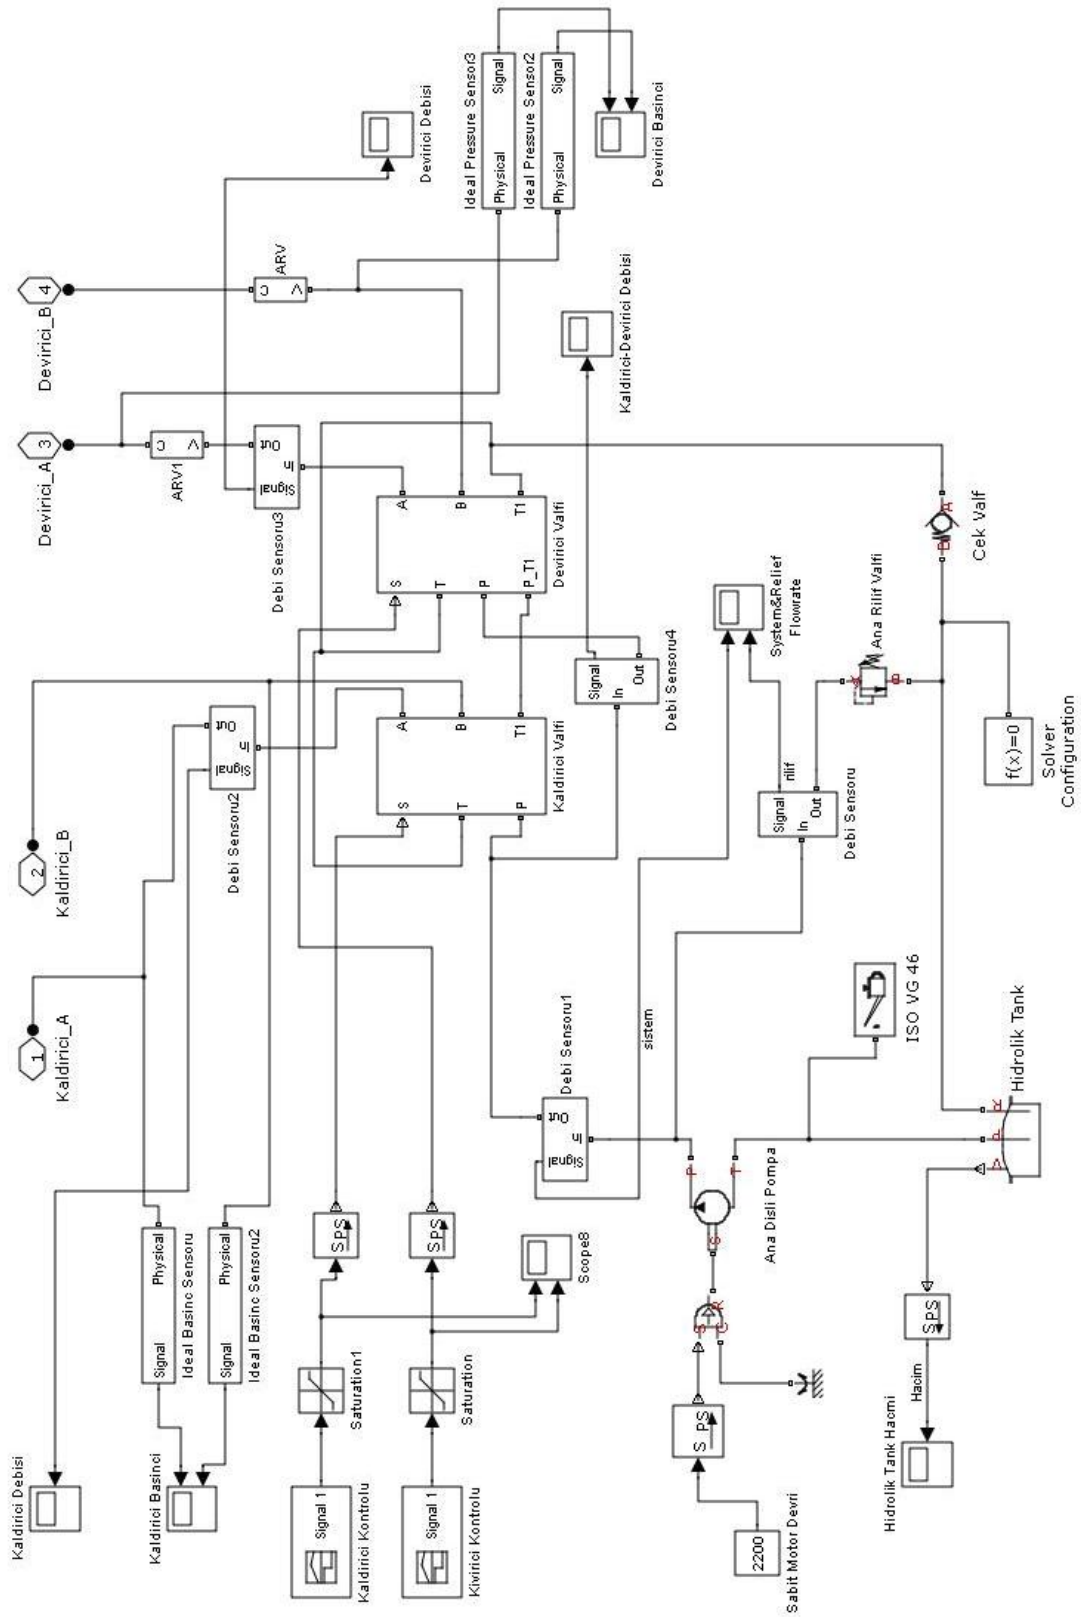 Kaldirici Debisi
Kaldirici Basinci
Signal
Physical
Ideal Basinc Sensoru
Signal
Physical
Ideal Basinc Sensoru2
Signal 1
Kaldirici Kontrolu
Signal 1
Kivirici Kontrolu
Saturation1
Saturation
S PS
S PS
Scope8
1
Kaldirici_A
2
Kaldirici_B
Signal
In
Out
Debi Sensoru2
S
T
P
A
B
T1
Kaldirici Valfi
3
Devirici_A
4
Devirici_B
C
V
ARV1
C
V
ARV
Signal
In
Out
Debi Sensoru3
S
T
P
P_T1
A
B
T1
Devirici Valfi
Devirici Debisi
Physical
Signal
Ideal Pressure Sensor3
Physical
Signal
Ideal Pressure Sensor2
Devirici Basinci
Kaldirici-Devirici Debisi
Signal
In
Out
Debi Sensoru4
Signal
In
Out
Debi Sensoru1
sistem
System&Relief
Flowrate
rilif
Signal
In
Out
Debi Sensoru
A
B
Ana Rilif Valfi
B
A
Cek Valf
f(x)=0
Solver
Configuration
2200
Sabit Motor Devri
S PS
S
C
R
S
P
T
Ana Disli Pompa
ISO VG 46
V
P
R
Hidrolik Tank
S PS
Hacim
Hidrolik Tank Hacmi